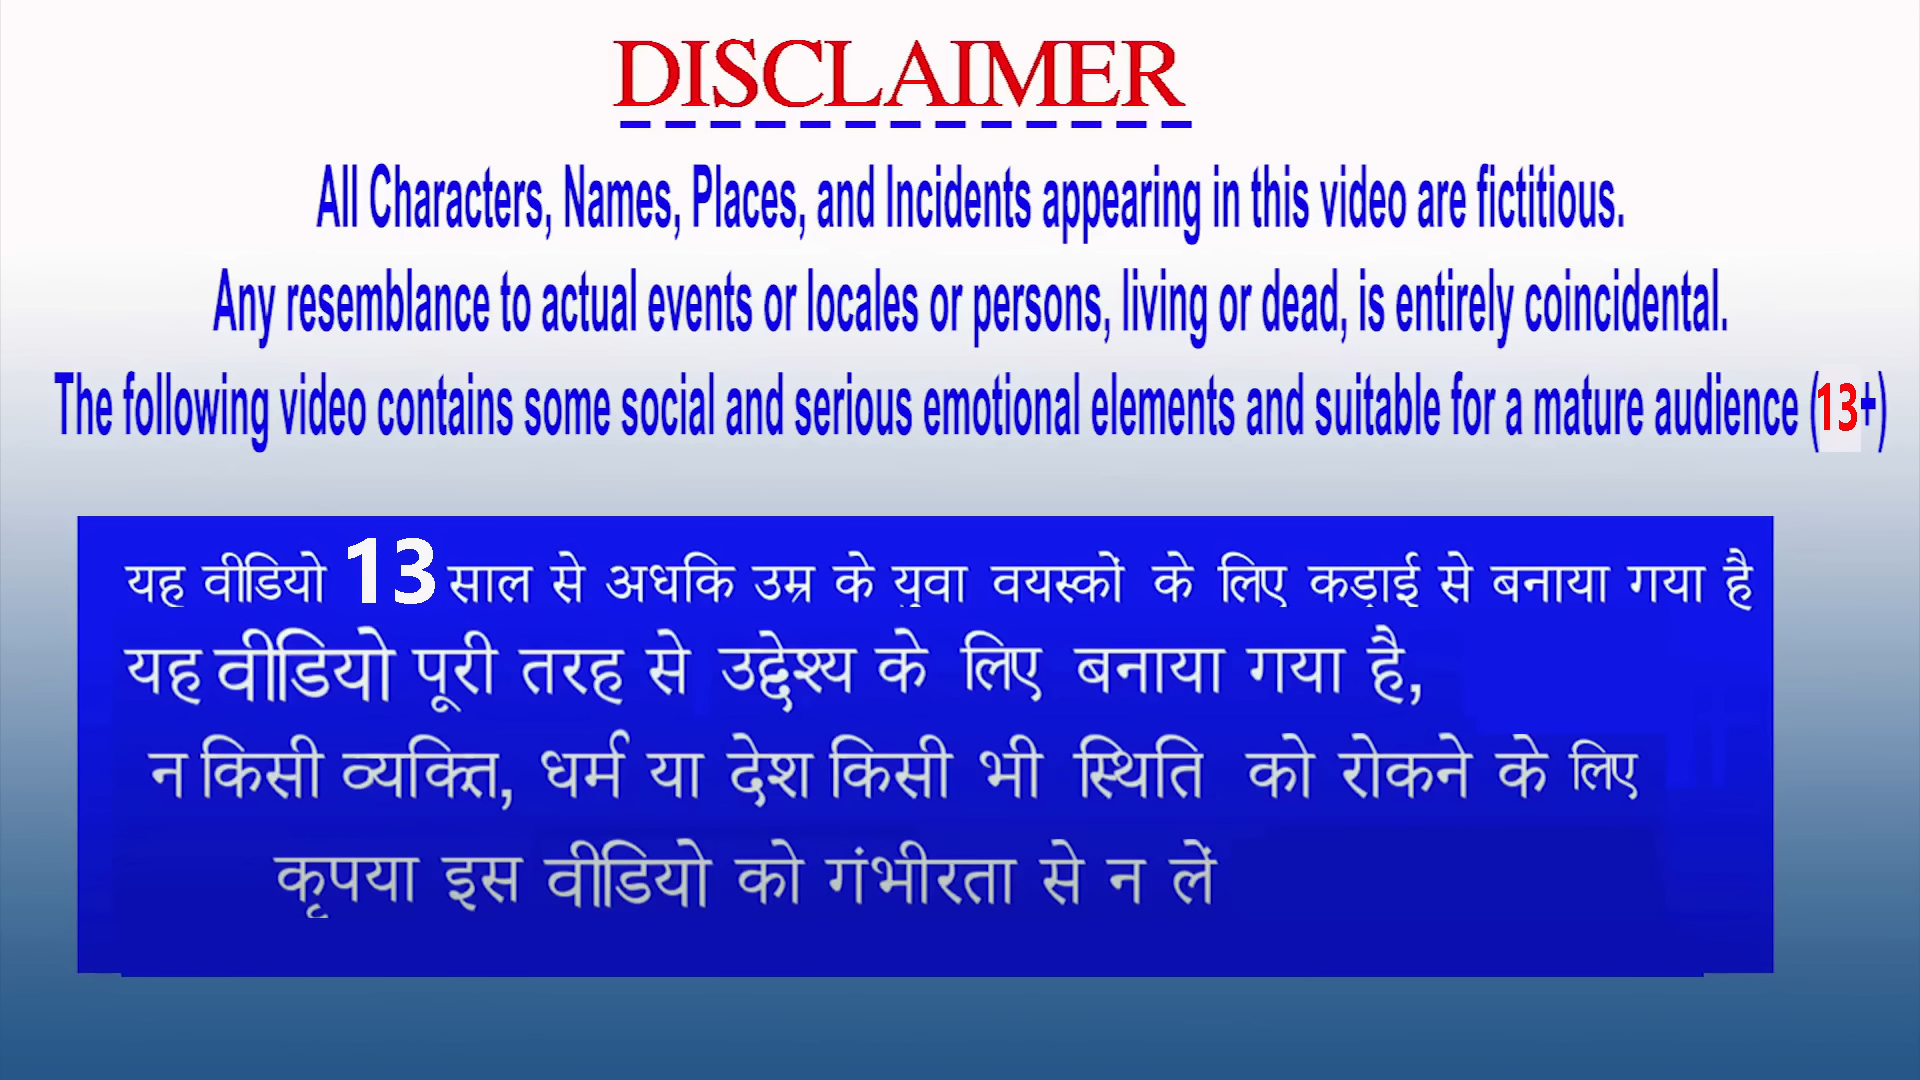 DISCLAIMER
All Characters, Names, Places, and Incidents appearing in this video are fictitious.
Any resemblance to actual events or locales or persons, living or dead, is entirely coincidental.
The following video contains some social and serious emotional elements and suitable for a mature audience (13+)
यह वीडियो 13 साल से अधकि उम्र के युवा वयस्कों के लिए कड़ाई से बनाया गया है
यह वीडियो पूरी तरह से उद्देश्य के लिए बनाया गया है,
न किसी व्यक्ति, धर्म या देश किसी भी स्थिति को रोकने के लिए
कृपया इस वीडियो को गंभीरता से न लें